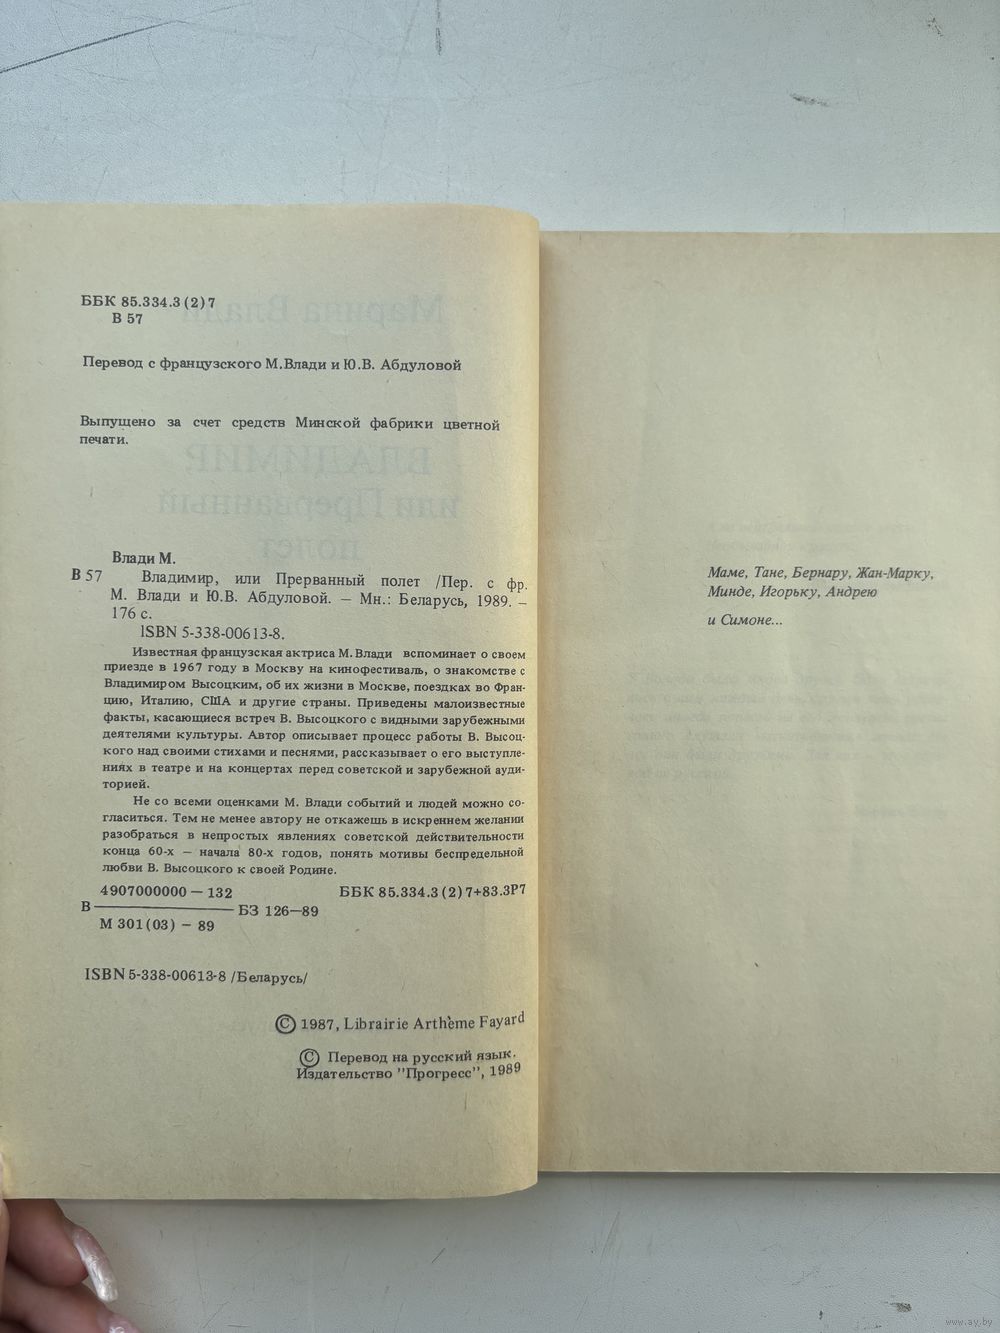 ББК 85.334.3(2)7
В 57
Перевод с французского М.Влади и Ю.В. Абдуловой
Выпущено за счет средств Минской фабрики цветной
печати.
Влади М.
В 57 Владимир, или Прерванный полет /Пер. с фр.
М. Влади и Ю.В. Абдуловой. — Мн.: Беларусь, 1989. —
176 с.
ISBN 5-338-00613-8.
Известная французская актриса М. Влади вспоминает о своем
приезде в 1967 году в Москву на кинофестиваль, о знакомстве с
Владимиром Высоцким, об их жизни в Москве, поездках во Фран-
цию, Италию, США и другие страны. Приведены малоизвестные
факты, касающиеся встреч В. Высоцкого с видными зарубежными
деятелями культуры. Автор описывает процесс работы В. Высоц-
кого над своими стихами и песнями, рассказывает о его выступле-
ниях в театре и на концертах перед советской и зарубежной ауди-
торией.
Не со всеми оценками М. Влади событий и людей можно со-
гласиться. Тем не менее автору не откажешь в искреннем желании
разобраться в непростых явлениях советской действительности
конца 60-х — начала 80-х годов, понять мотивы беспредельной
любви В. Высоцкого к своей Родине.
4907000000 — 132 ББК 85.334.3(2)7+83.3Р7
В БЗ 126—89
М 301(03) — 89
ISBN 5-338-00613-8 /Беларусь/
© 1987, Librairie Arthème Fayard
© Перевод на русский язык.
Издательство "Прогресс", 1989
Маме, Тане, Бернару, Жан-Марку,
Минде, Игорьку, Андрею
и Симоне...
www.ay.by